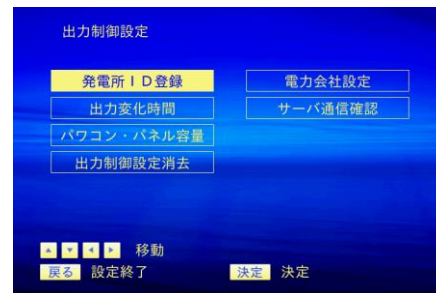 出力制御設定
発電所ID登録
電力会社設定
出力変化時間
サーバ通信確認
パワコン・パネル容量
出力制御設定消去
▲ ▼ ◀ ▶ 移動
戻る 設定終了 決定 決定